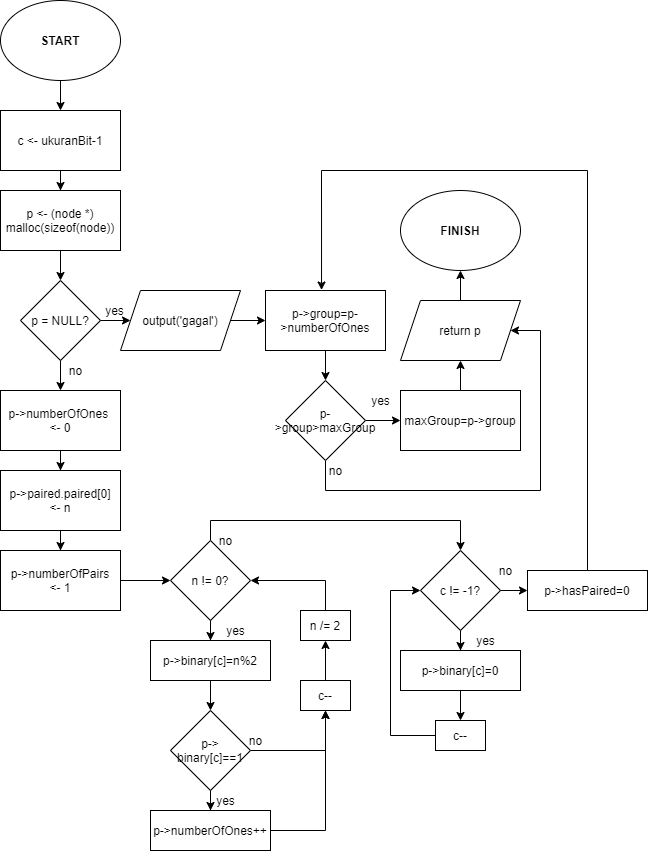 START
c <- ukuranBit-1
p <- (node *)
malloc(sizeof(node))
p = NULL?
yes
no
output('gagal')
p->group=p-
>numberOfOnes
FINISH
return p
p-
>group>maxGroup
yes
no
maxGroup=p->group
p->numberOfOnes
<- 0
p->paired.paired[0]
<- n
p->numberOfPairs
<- 1
n != 0?
no
yes
p->binary[c]=n%2
p->
binary[c]==1
no
yes
p->numberOfOnes++
c--
n /= 2
c != -1?
no
yes
p->binary[c]=0
c--
p->hasPaired=0